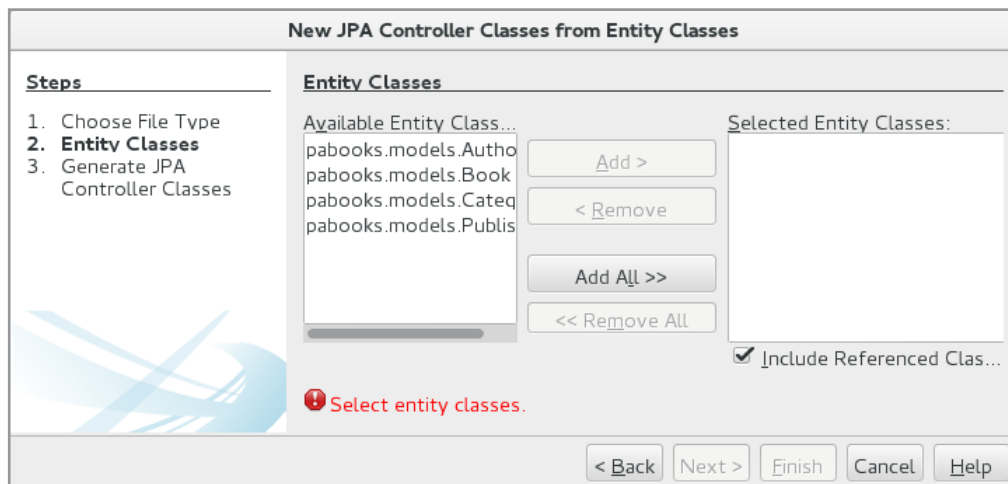 New JPA Controller Classes from Entity Classes
Steps
1. Choose File Type
2. Entity Classes
3. Generate JPA
Controller Classes
Entity Classes
Available Entity Class...
pabooks.models.Autho
pabooks.models.Book
pabooks.models.Categ
pabooks.models.Publis
Add >
< Remove
Add All >>
<< Remove All
Selected Entity Classes:
Include Referenced Clas...
Select entity classes.
< Back
Next >
Finish
Cancel
Help